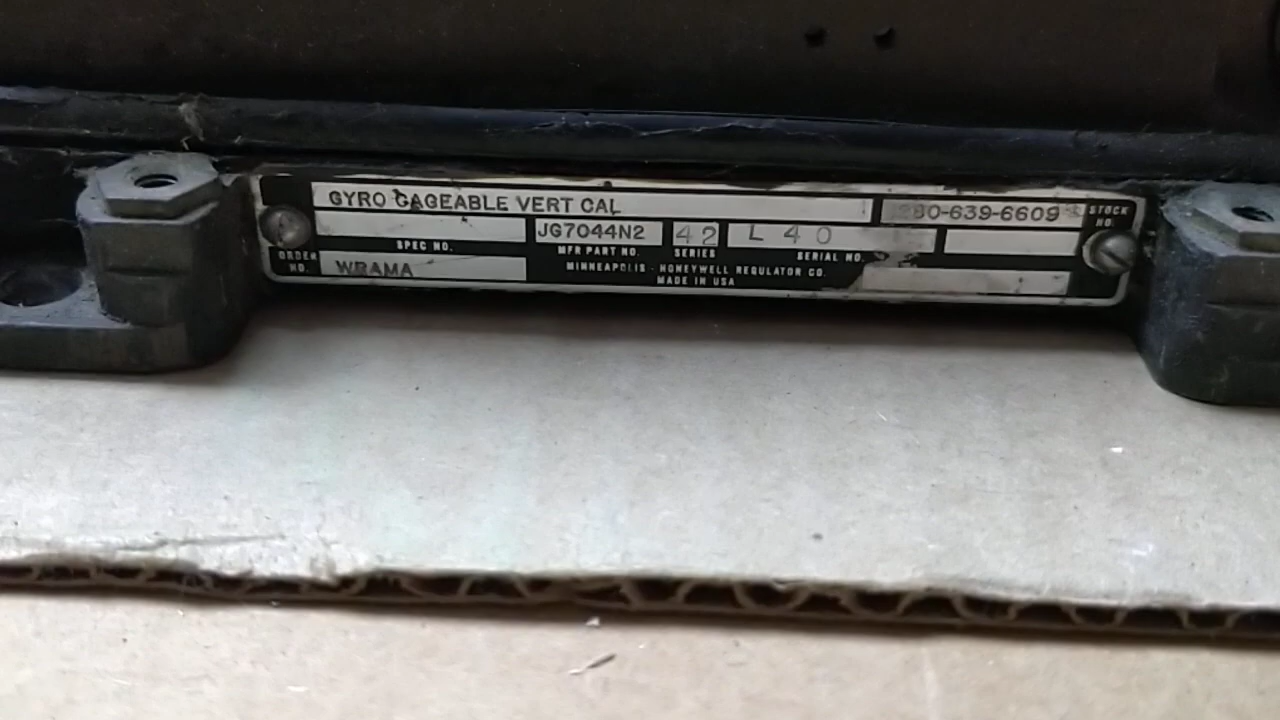 GYRO CAGEABLE VERT CAL
280-639-6609 STOCK NO.
JG7044N2 42 L 40
SPEC NO. MFR PART NO. SERIES SERIAL NO.
ORDER NO. WRAMA
MINNEAPOLIS - HONEYWELL REGULATOR CO.
MADE IN USA